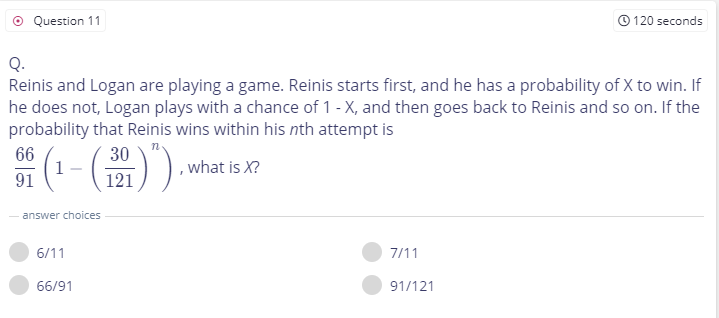 Question 11
120 seconds
Q.
Reinis and Logan are playing a game. Reinis starts first, and he has a probability of X to win. If
he does not, Logan plays with a chance of 1 - X, and then goes back to Reinis and so on. If the
probability that Reinis wins within his nth attempt is
66/91 (1 − (30/121)^n) , what is X?
answer choices
6/11
7/11
66/91
91/121